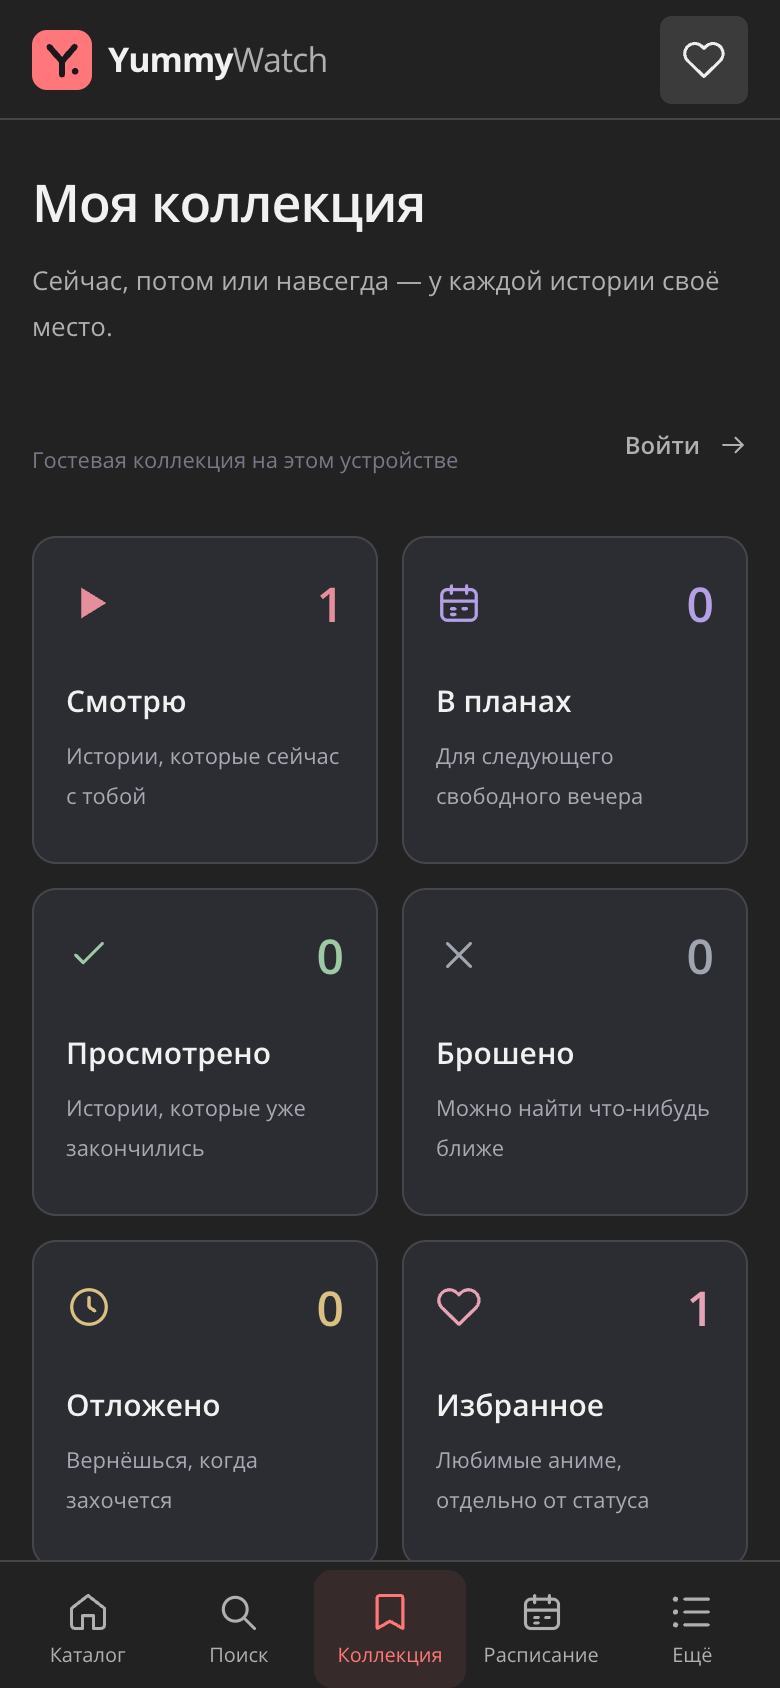 Y.
YummyWatch
Моя коллекция
Сейчас, потом или навсегда — у каждой истории своё
место.
Гостевая коллекция на этом устройстве
Войти →
1
Смотрю
Истории, которые сейчас
с тобой
0
В планах
Для следующего
свободного вечера
0
Просмотрено
Истории, которые уже
закончились
0
Брошено
Можно найти что-нибудь
ближе
0
Отложено
Вернёшься, когда
захочется
1
Избранное
Любимые аниме,
отдельно от статуса
Каталог
Поиск
Коллекция
Расписание
Ещё